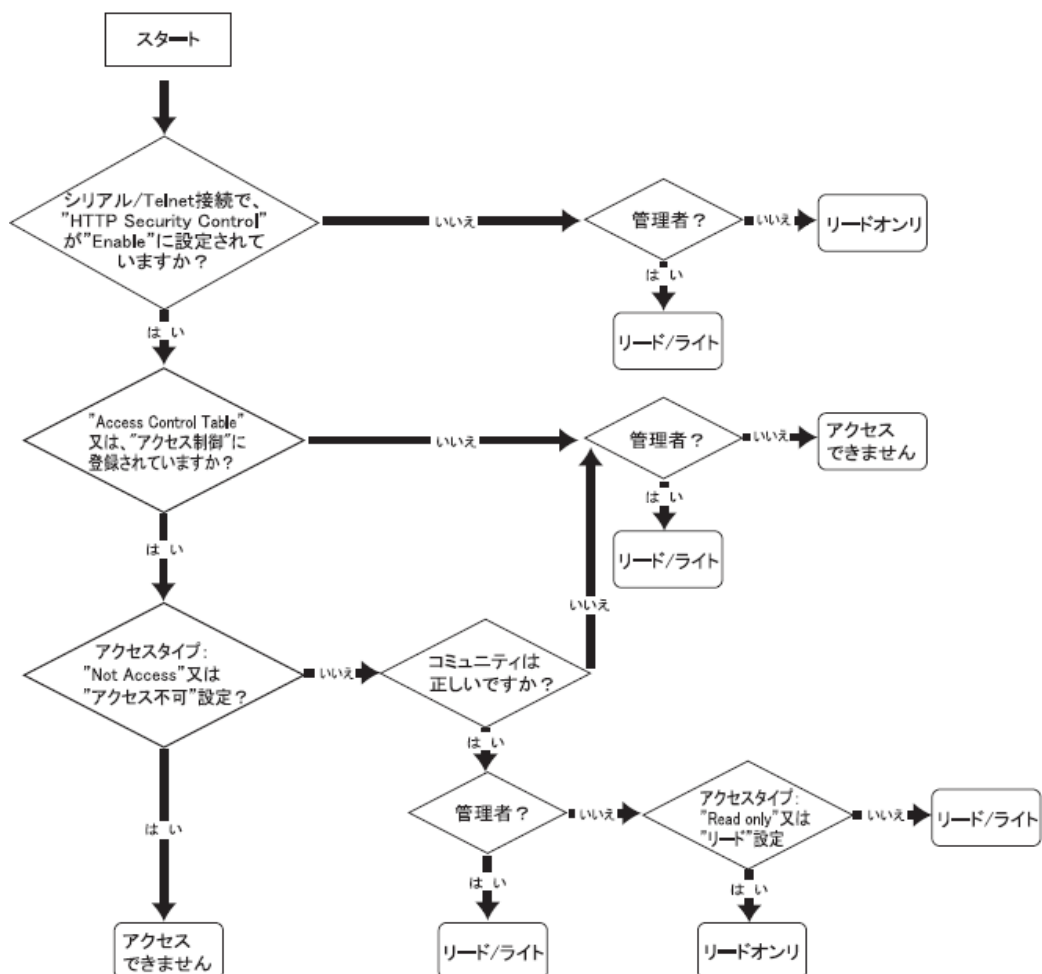 スタート
シリアル/Telnet接続で、
"HTTP Security Control"
が"Enable"に設定されて
いますか？
いいえ
管理者？
いいえ
リードオンリ
はい
リード/ライト
はい
"Access Control Table"
又は、"アクセス制御"に
登録されていますか？
いいえ
管理者？
いいえ
アクセス
できません
はい
リード/ライト
はい
アクセスタイプ：
"Not Access"又は
"アクセス不可"設定？
いいえ
コミュニティは
正しいですか？
いいえ
はい
管理者？
いいえ
アクセスタイプ：
"Read only"又は
"リード"設定
いいえ
リード/ライト
はい
アクセス
できません
はい
リード/ライト
はい
リードオンリ